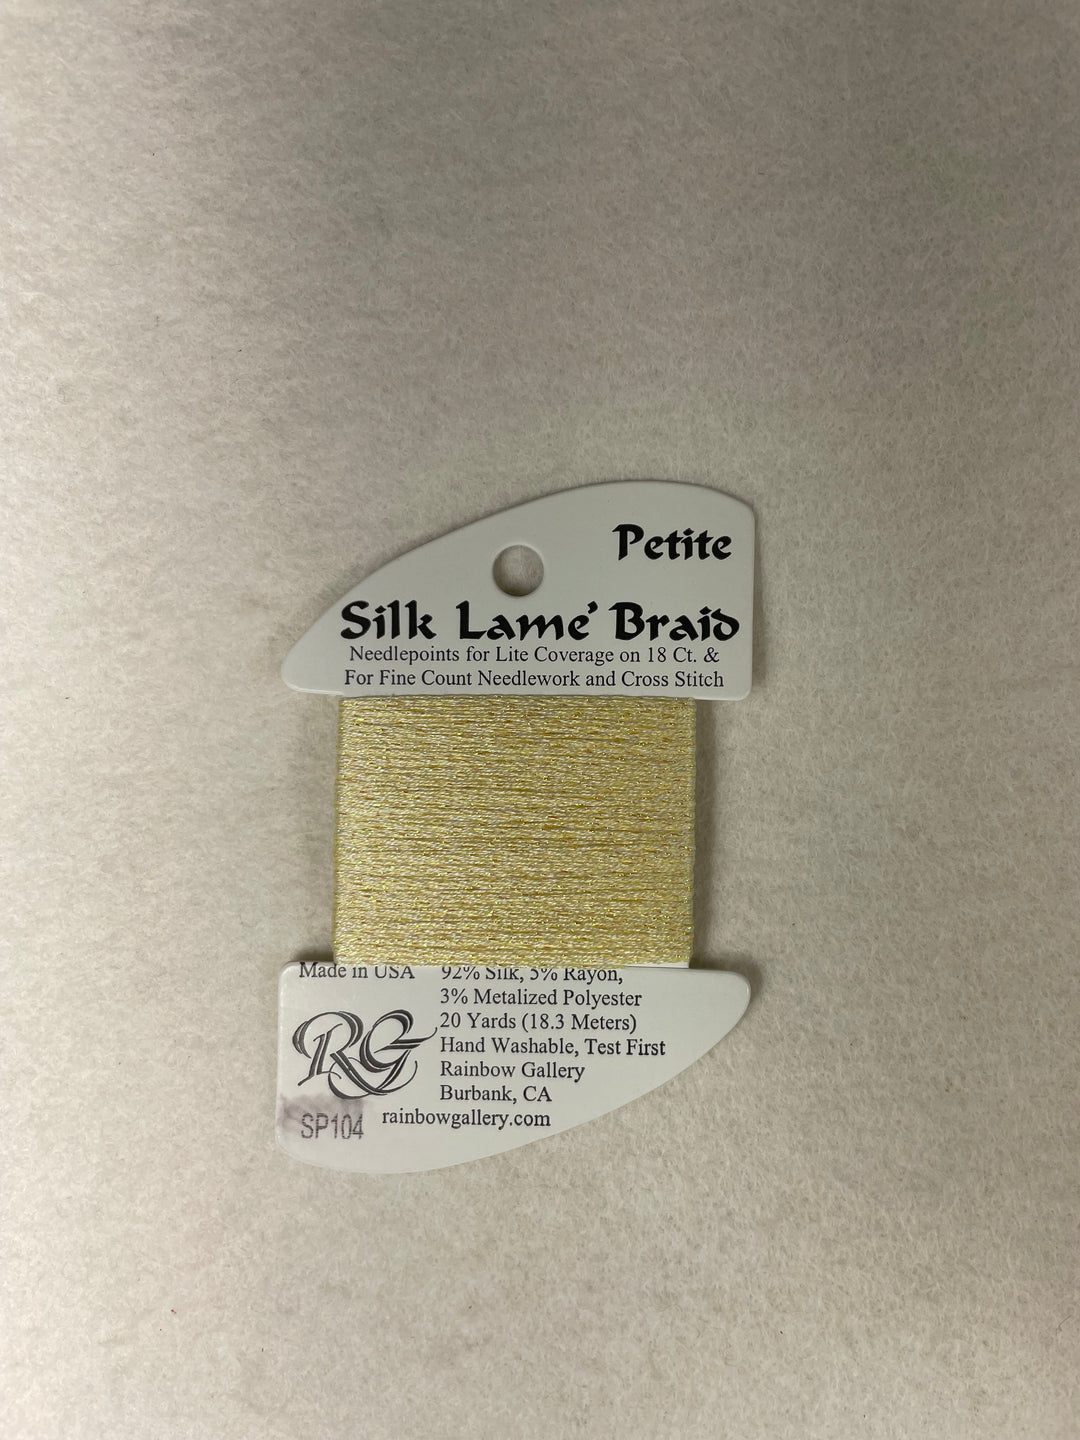 Petite
Silk Lame' Braid
Needlepoints for Lite Coverage on 18 Ct. &
For Fine Count Needlework and Cross Stitch
Made in USA
92% Silk, 5% Rayon,
3% Metalized Polyester
20 Yards (18.3 Meters)
Hand Washable, Test First
Rainbow Gallery
Burbank, CA
rainbowgallery.com
RG
SP104